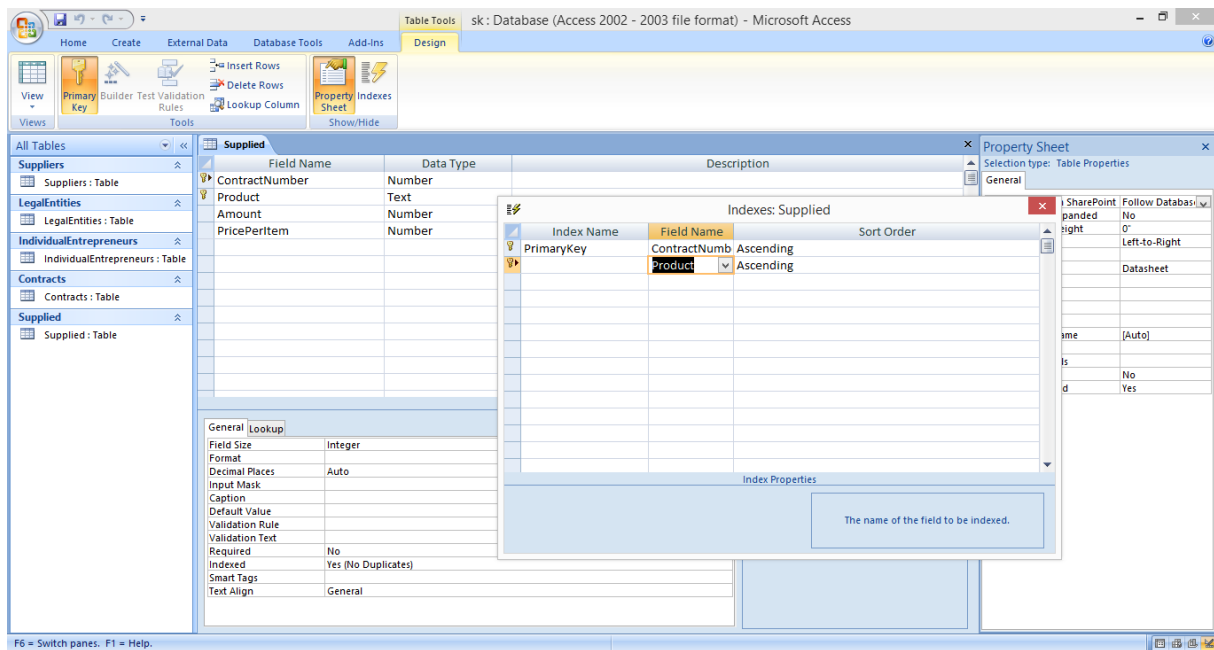 Table Tools sk : Database (Access 2002 - 2003 file format) - Microsoft Access
Home Create External Data Database Tools Add-Ins Design
View
Views
Primary Key
Builder
Test Validation Rules
Insert Rows
Delete Rows
Lookup Column
Tools
Property Sheet
Indexes
Show/Hide
All Tables
Suppliers
Suppliers : Table
LegalEntities
LegalEntities : Table
IndividualEntrepreneurs
IndividualEntrepreneurs : Table
Contracts
Contracts : Table
Supplied
Supplied : Table
Supplied
Field Name Data Type Description
ContractNumber Number
Product Text
Amount Number
PricePerItem Number
General Lookup
Field Size Integer
Format
Decimal Places Auto
Input Mask
Caption
Default Value
Validation Rule
Validation Text
Required No
Indexed Yes (No Duplicates)
Smart Tags
Text Align General
Indexes: Supplied
Index Name Field Name Sort Order
PrimaryKey ContractNumb Ascending
Product Ascending
Index Properties
The name of the field to be indexed.
Property Sheet
Selection type: Table Properties
General
SharePoint Follow Databas
panded No
eight 0"
Left-to-Right
Datasheet
ame [Auto]
ls
No
d Yes
F6 = Switch panes. F1 = Help.